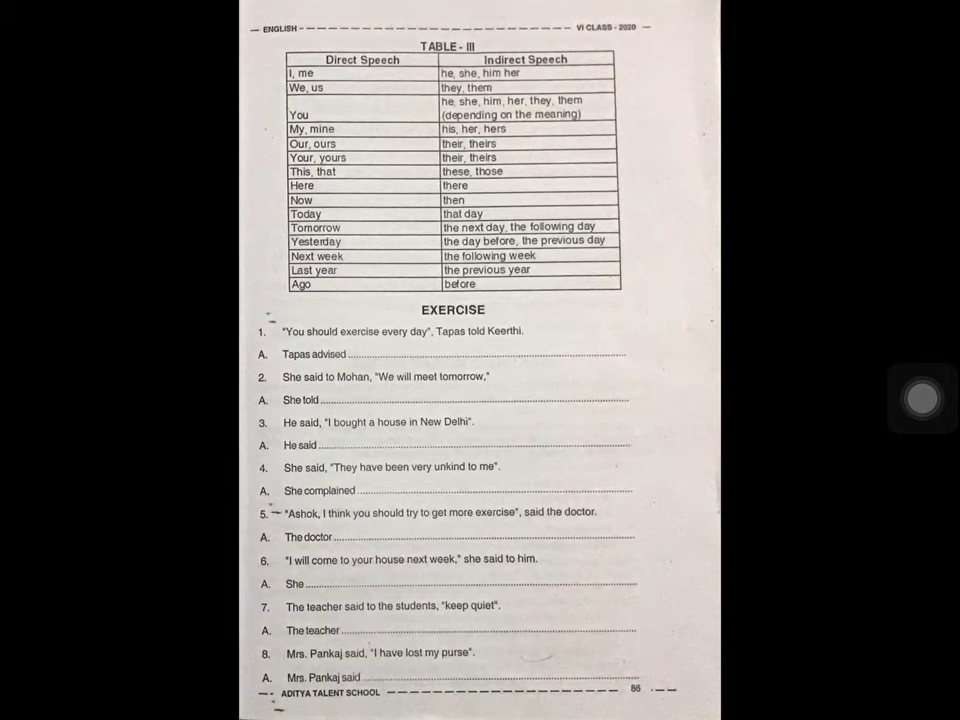 ENGLISH VI CLASS - 2020
TABLE - III
Direct Speech Indirect Speech
I, me he, she, him her
We, us they, them
You he, she, him, her, they, them (depending on the meaning)
My, mine his, her, hers
Our, ours their, theirs
Your, yours their, theirs
This, that these, those
Here there
Now then
Today that day
Tomorrow the next day, the following day
Yesterday the day before, the previous day
Next week the following week
Last year the previous year
Ago before
EXERCISE
1. "You should exercise every day", Tapas told Keerthi.
A. Tapas advised
2. She said to Mohan, "We will meet tomorrow,"
A. She told
3. He said, "I bought a house in New Delhi".
A. He said
4. She said, "They have been very unkind to me".
A. She complained
5. "Ashok, I think you should try to get more exercise", said the doctor.
A. The doctor
6. "I will come to your house next week," she said to him.
A. She
7. The teacher said to the students, "keep quiet".
A. The teacher
8. Mrs. Pankaj said, "I have lost my purse".
A. Mrs. Pankaj said
ADITYA TALENT SCHOOL 86